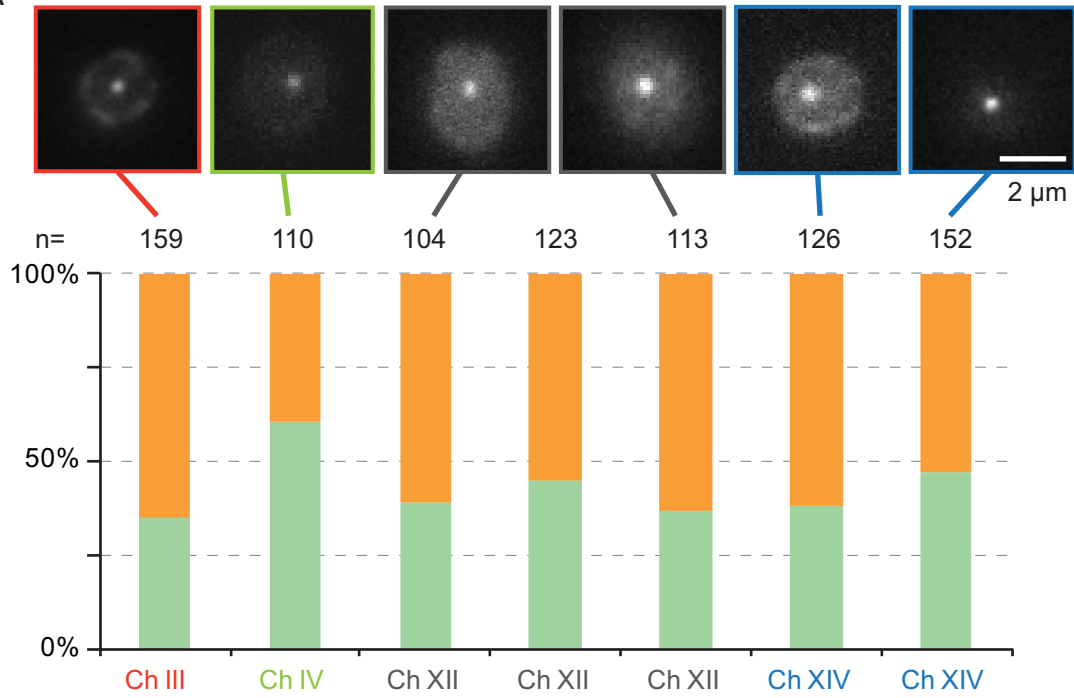 2 µm
n= 159 110 104 123 113 126 152
100%
50%
0%
Ch III Ch IV Ch XII Ch XII Ch XII Ch XIV Ch XIV